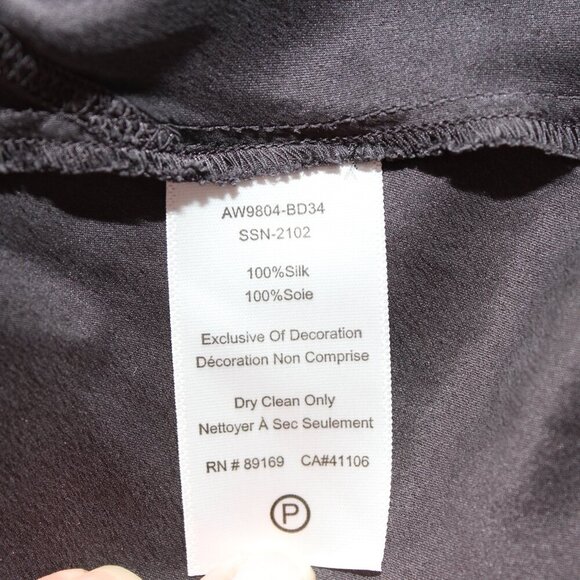 AW9804-BD34
SSN-2102
100%Silk
100%Soie
Exclusive Of Decoration
Décoration Non Comprise
Dry Clean Only
Nettoyer À Sec Seulement
RN # 89169 CA#41106
P